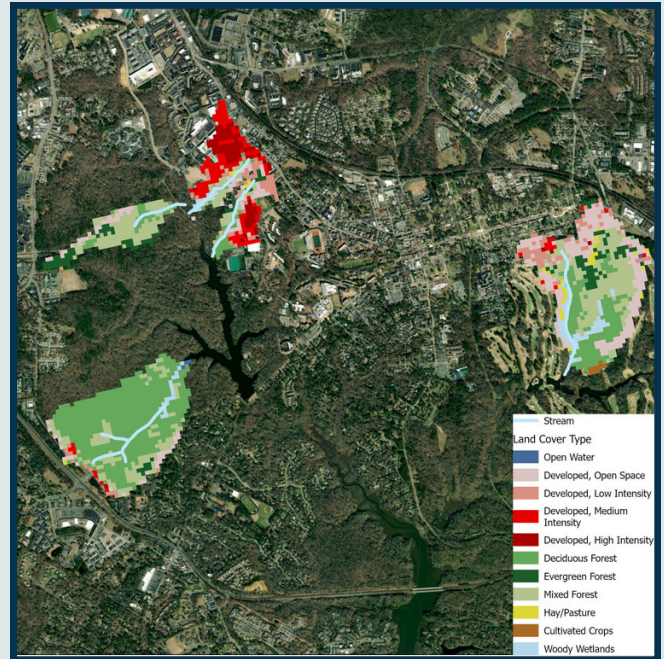 Stream
Land Cover Type
Open Water
Developed, Open Space
Developed, Low Intensity
Developed, Medium
Intensity
Developed, High Intensity
Deciduous Forest
Evergreen Forest
Mixed Forest
Hay/Pasture
Cultivated Crops
Woody Wetlands